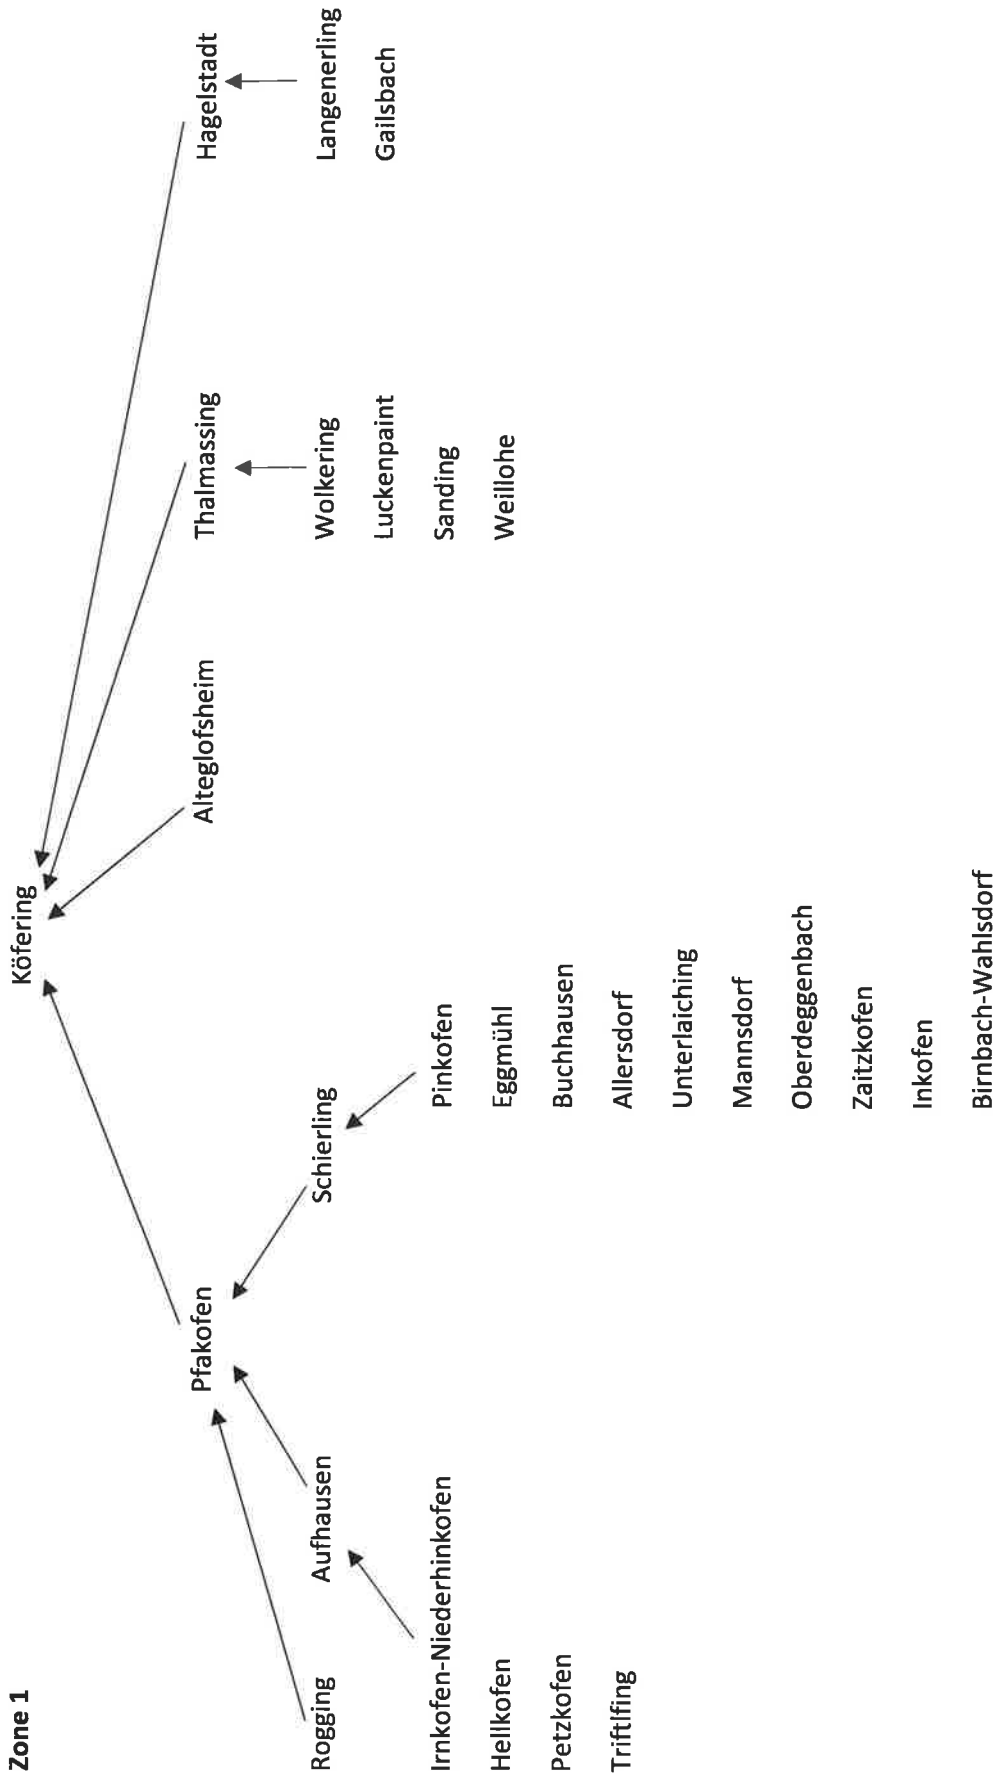 Zone 1
Köfering
Pfakofen
Alteglofsheim
Thalmassing
Hagelstadt
Rogging
Aufhausen
Schierling
Wolkering
Luckenpaint
Sanding
Weillohe
Langenerling
Gailsbach
Irnkofen-Niederhinkofen
Hellkofen
Petzkofen
Triftlfing
Pinkofen
Eggmühl
Buchhausen
Allersdorf
Unterlaiching
Mannsdorf
Oberdeggenbach
Zaitzkofen
Inkofen
Birnbach-Wahlsdorf